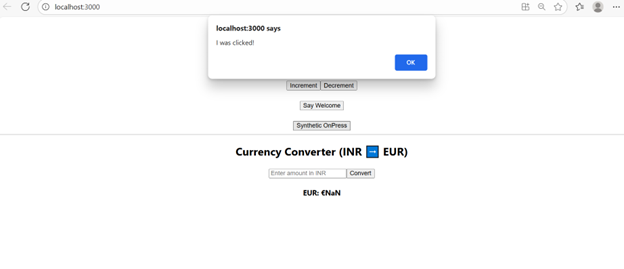 localhost:3000
localhost:3000 says
I was clicked!
OK
Increment Decrement
Say Welcome
Synthetic OnPress
Currency Converter (INR ➡ EUR)
Enter amount in INR Convert
EUR: €NaN